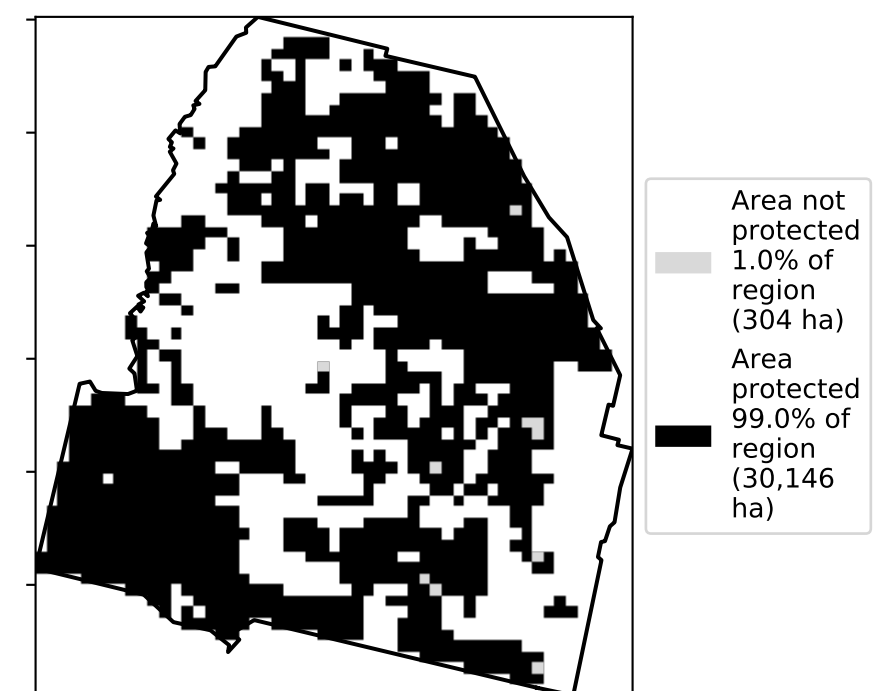 Area not
protected
1.0% of
region
(304 ha)
Area
protected
99.0% of
region
(30,146
ha)